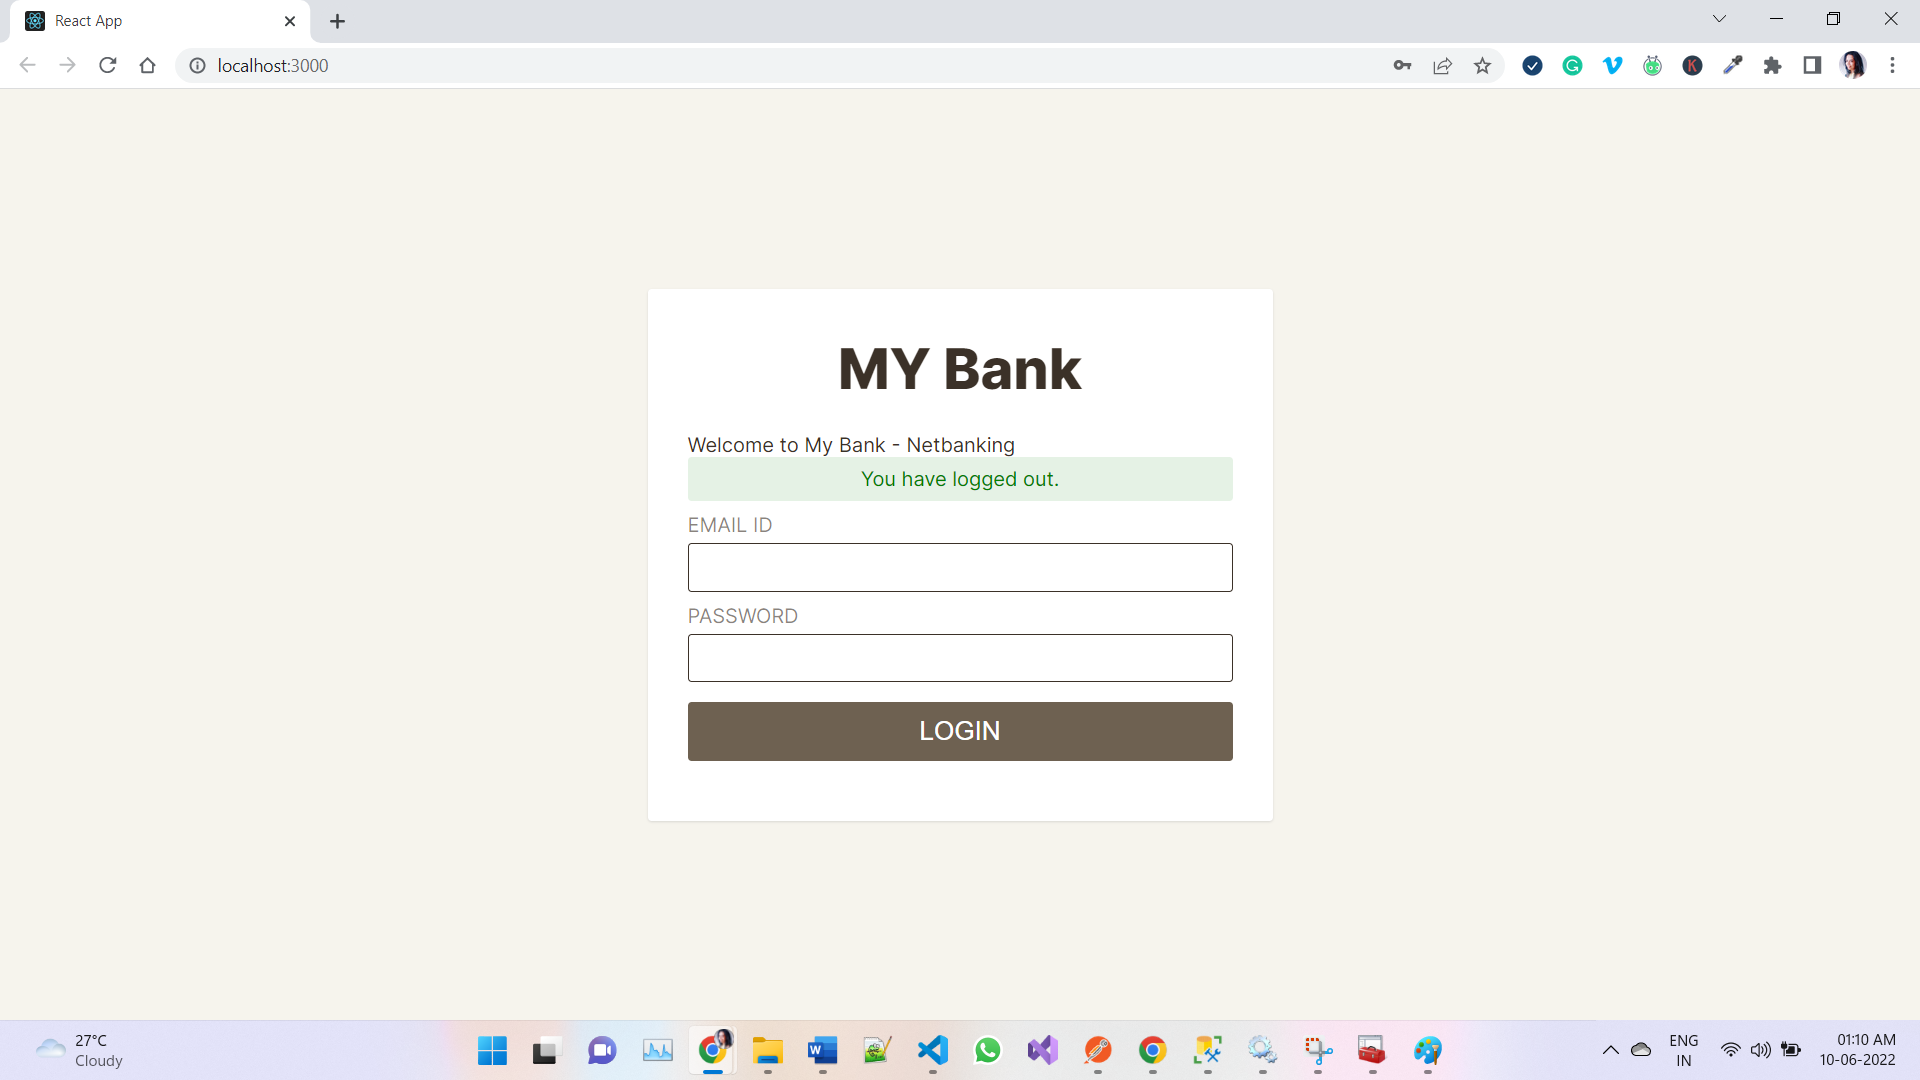 React App
localhost:3000
MY Bank
Welcome to My Bank - Netbanking
You have logged out.
EMAIL ID
PASSWORD
LOGIN
27°C
Cloudy
ENG
IN
01:10 AM
10-06-2022